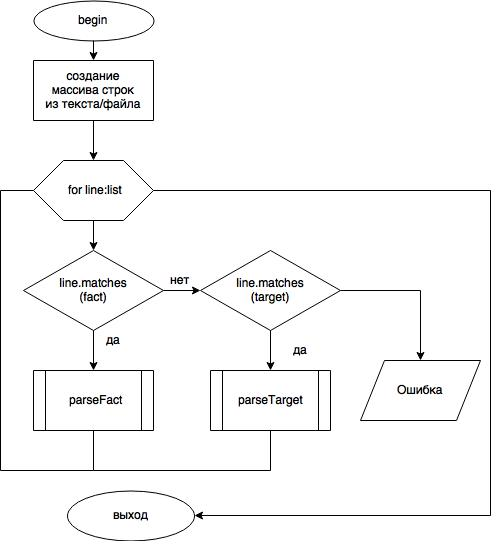 begin
создание
массива строк
из текста/файла
for line:list
line.matches
(fact)
нет
line.matches
(target)
да
да
parseFact
parseTarget
Ошибка
выход